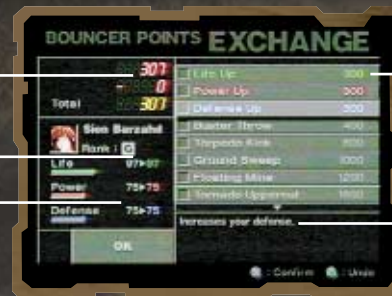 BOUNCER POINTS EXCHANGE
307
- 0
Total 307
Sion Barzahd
Rank : G
Life 97▸97
Power 75▸75
Defense 75▸75
OK
Life Up 300
Power Up 300
Defense Up 300
Buster Throw 400
Torpedo Kick 800
Ground Sweep 1000
Floating Mine 1200
Tornado Uppercut
Increases your defense.
: Confirm : Undo